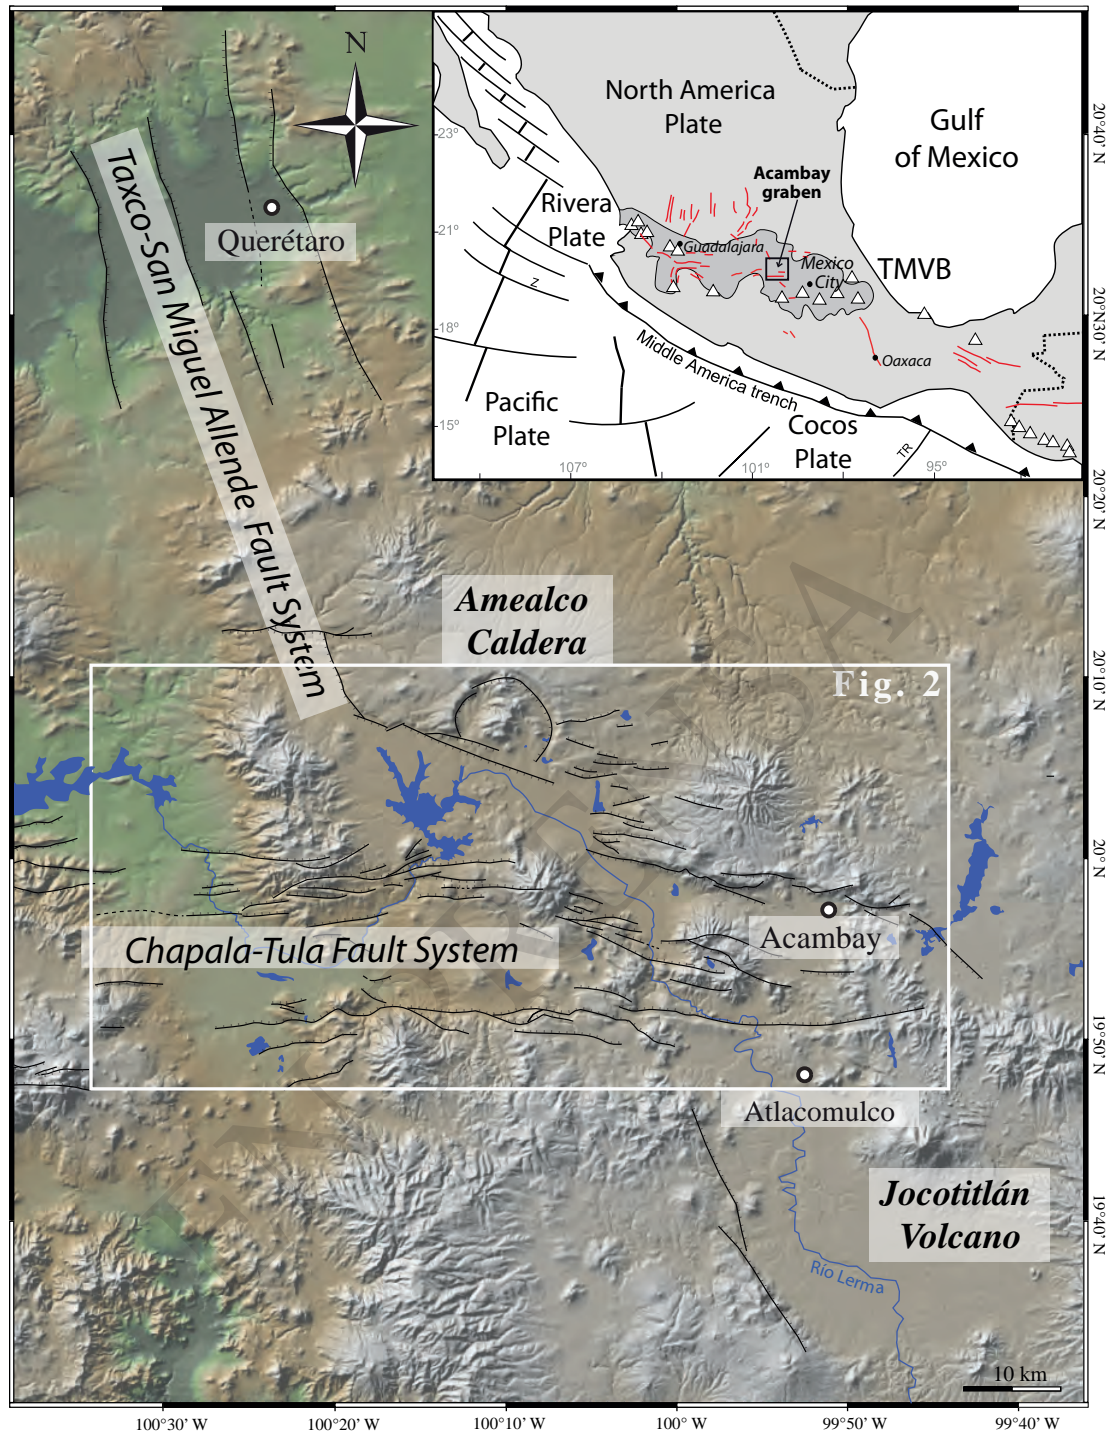 N
Taxco-San Miguel Allende Fault System
Querétaro
North America
Plate
Gulf
of Mexico
Acambay
graben
Rivera
Plate
Guadalajara
Mexico
City
TMVB
Oaxaca
Middle America trench
Pacific
Plate
Cocos
Plate
Z
TR
23°
21°
18°
15°
107°
101°
95°
Amealco
Caldera
Fig. 2
Chapala-Tula Fault System
Acambay
Atlacomulco
Jocotitlán
Volcano
Río Lerma
10 km
20°40' N
20°N30' N
20°20' N
20°10' N
20° N
19°50' N
19°40' N
100°30' W
100°20' W
100°10' W
100° W
99°50' W
99°40' W